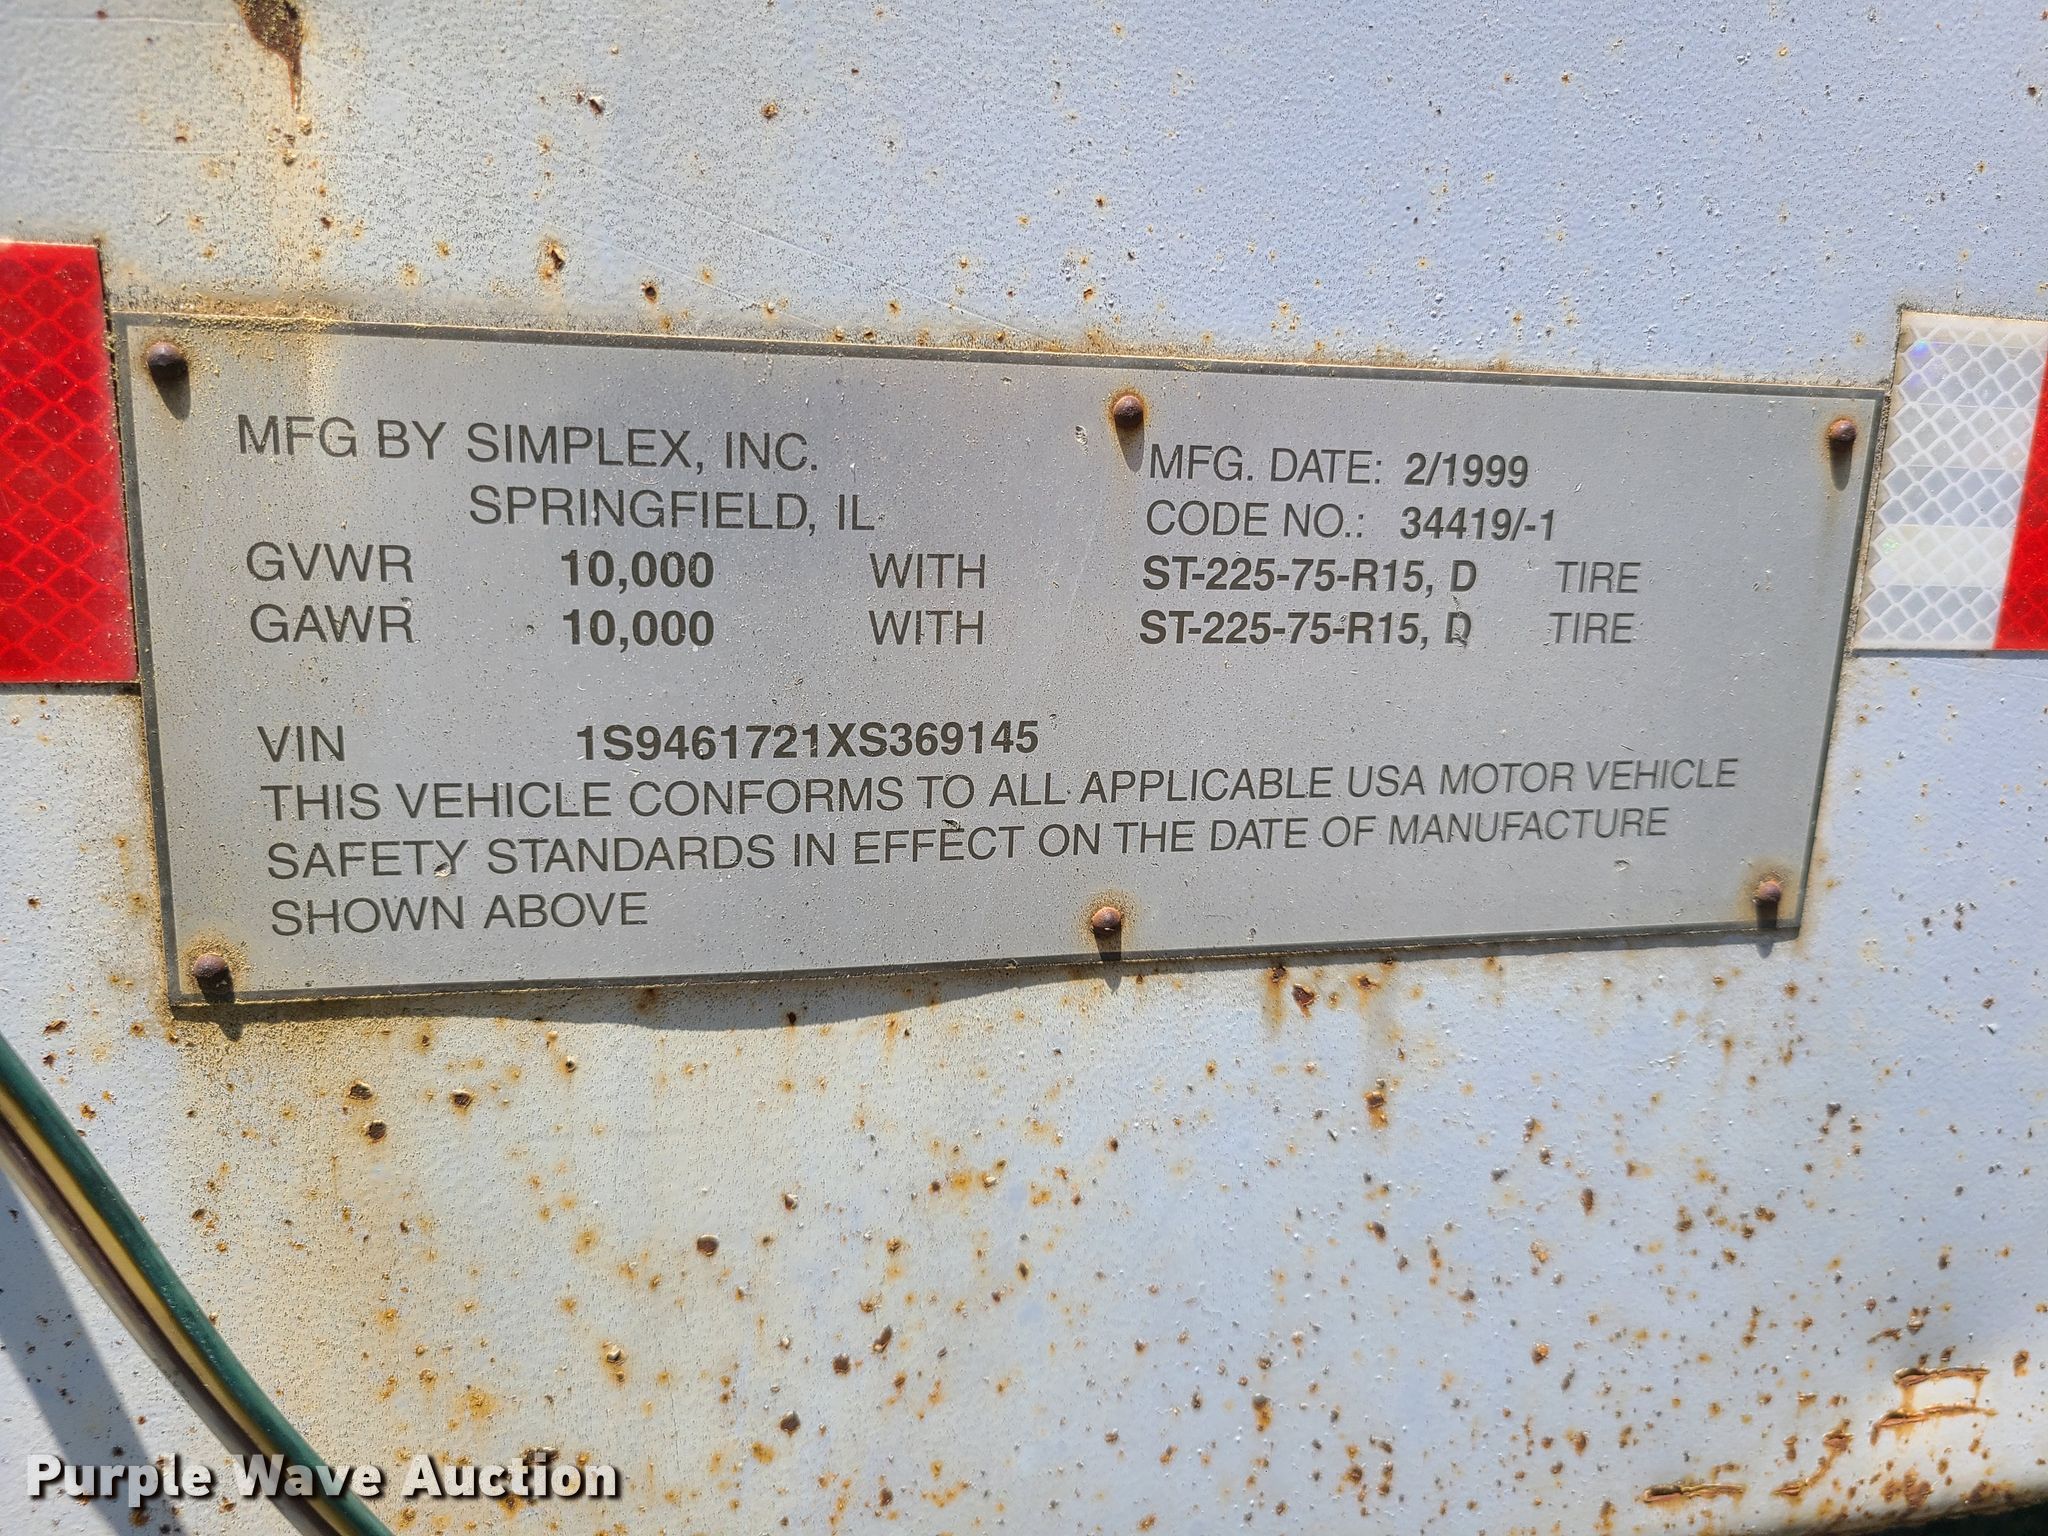 MFG BY SIMPLEX, INC.
SPRINGFIELD, IL
MFG. DATE: 2/1999
CODE NO.: 34419/-1
GVWR 10,000 WITH ST-225-75-R15, D TIRE
GAWR 10,000 WITH ST-225-75-R15, D TIRE
VIN 1S9461721XS369145
THIS VEHICLE CONFORMS TO ALL APPLICABLE USA MOTOR VEHICLE
SAFETY STANDARDS IN EFFECT ON THE DATE OF MANUFACTURE
SHOWN ABOVE
Purple Wave Auction